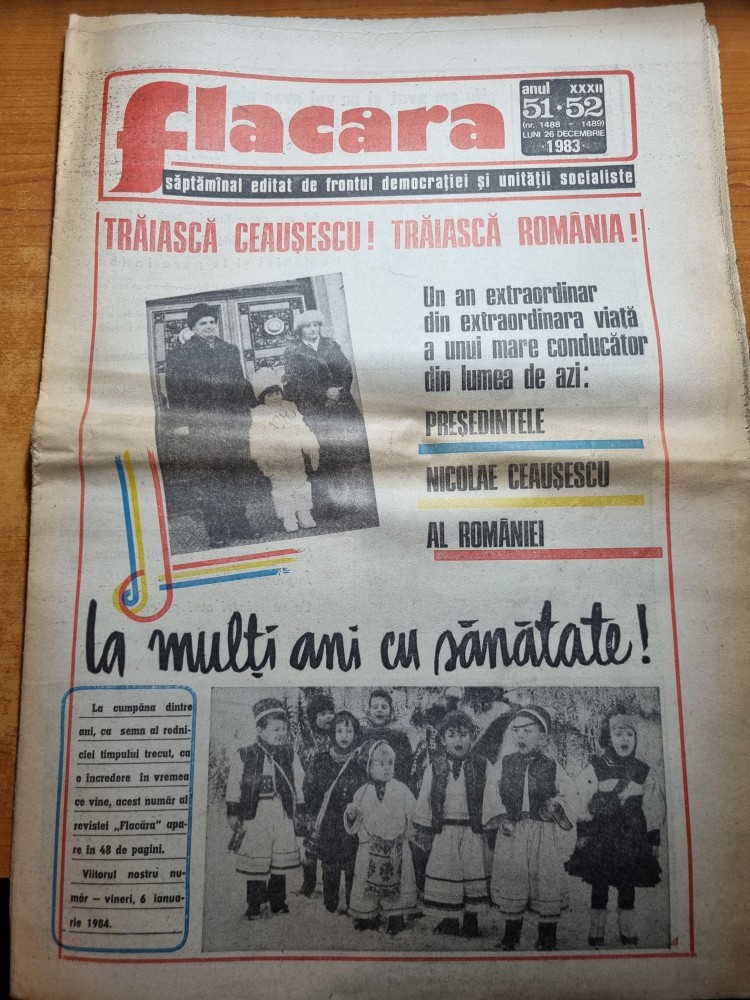 flacara
anul XXXII
51·52
(nr. 1488 – 1489)
LUNI 26 DECEMBRIE
·1983·
săptămînal editat de frontul democrației și unității socialiste
TRĂIASCĂ CEAUȘESCU! TRĂIASCĂ ROMÂNIA!
Un an extraordinar
din extraordinara viată
a unui mare conducător
din lumea de azi:
PREȘEDINTELE
NICOLAE CEAUȘESCU
AL ROMÂNIEI
la mulți ani cu sănătate!
La cumpăna dintre
ani, ca semn al rodni-
ciei timpului trecut, ca
o încredere în vremea
ce vine, acest număr al
revistei „Flacăra" apa-
re în 48 de pagini.
Viitorul nostru nu-
măr – vineri, 6 ianua-
rie 1984.